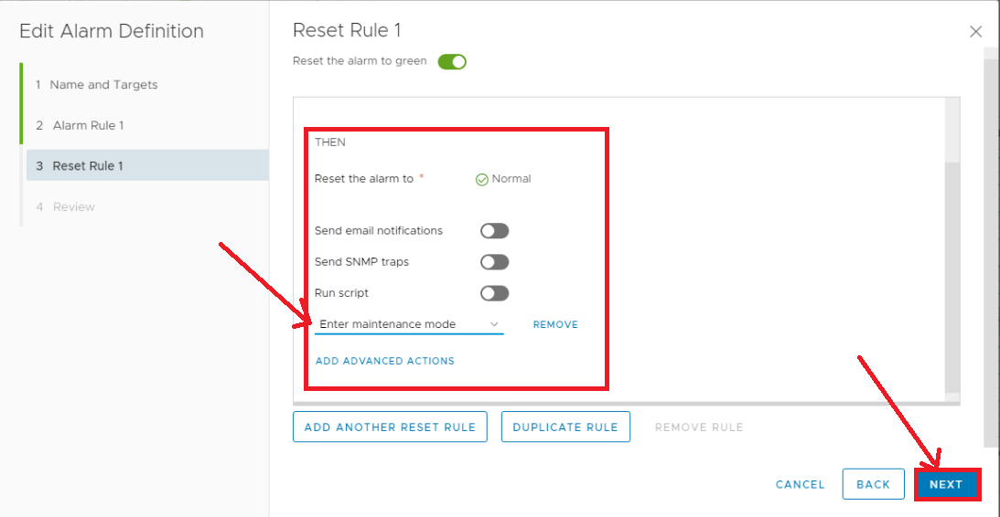 Edit Alarm Definition
1 Name and Targets
2 Alarm Rule 1
3 Reset Rule 1
4 Review
Reset Rule 1
Reset the alarm to green
THEN
Reset the alarm to * Normal
Send email notifications
Send SNMP traps
Run script
Enter maintenance mode REMOVE
ADD ADVANCED ACTIONS
ADD ANOTHER RESET RULE DUPLICATE RULE REMOVE RULE
CANCEL BACK NEXT